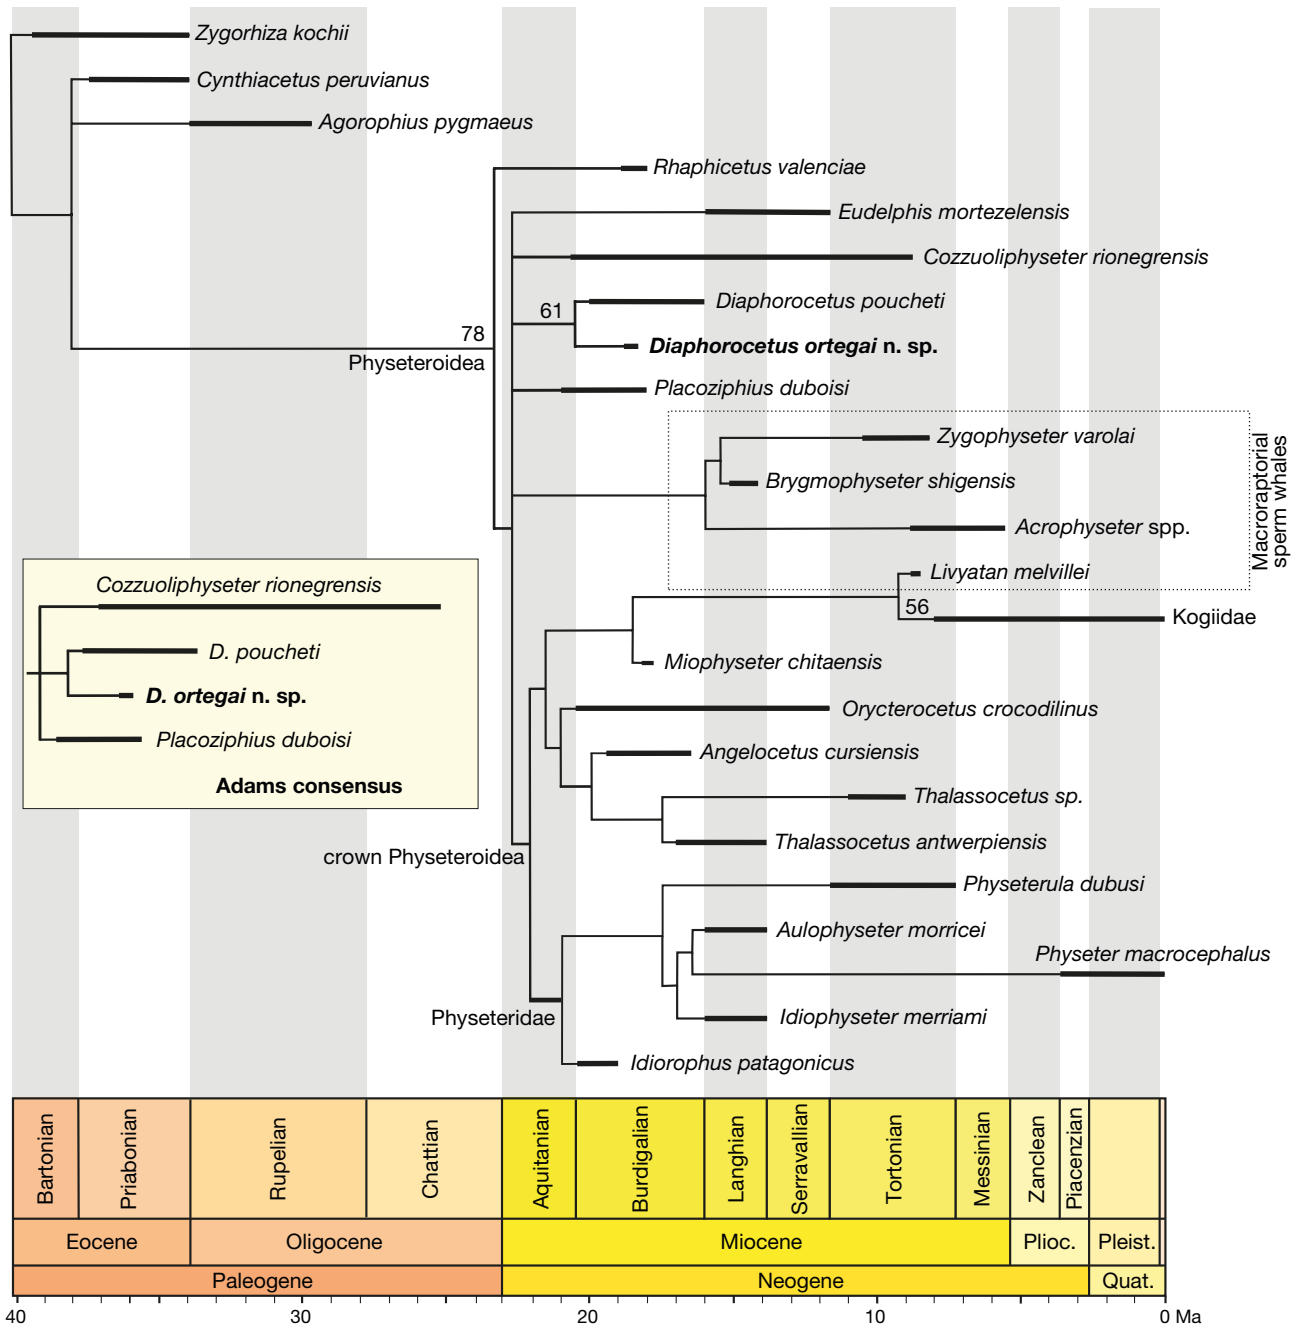 Zygorhiza kochii
Cynthiacetus peruvianus
Agorophius pygmaeus
Rhaphicetus valenciae
Eudelphis mortezelensis
Cozzuoliphyseter rionegrensis
Diaphorocetus poucheti
61
78
Diaphorocetus ortegai n. sp.
Physeteroidea
Placoziphius duboisi
Zygophyseter varolai
Brygmophyseter shigensis
Acrophyseter spp.
Macroraptorial
sperm whales
Livyatan melvillei
56
Kogiidae
Miophyseter chitaensis
Orycterocetus crocodilinus
Angelocetus cursiensis
Thalassocetus sp.
Thalassocetus antwerpiensis
crown Physeteroidea
Physeterula dubusi
Aulophyseter morricei
Physeter macrocephalus
Idiophyseter merriami
Physeteridae
Idiorophus patagonicus
Cozzuoliphyseter rionegrensis
D. poucheti
D. ortegai n. sp.
Placoziphius duboisi
Adams consensus
Bartonian
Priabonian
Rupelian
Chattian
Aquitanian
Burdigalian
Langhian
Serravallian
Tortonian
Messinian
Zanclean
Piacenzian
Eocene
Oligocene
Miocene
Plioc.
Pleist.
Paleogene
Neogene
Quat.
40
30
20
10
0 Ma